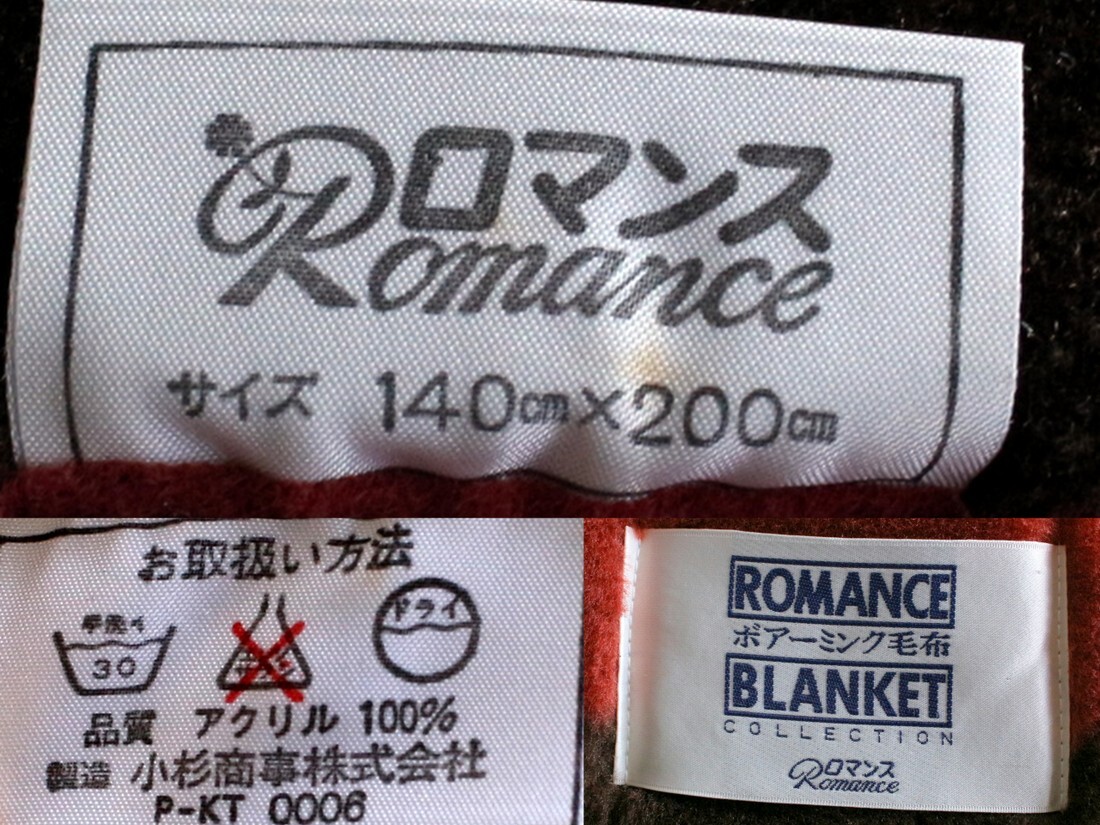 ロマンス
Romance
サイズ 140cm×200cm
お取扱い方法
手洗イ
30
ドライ
品質 アクリル 100%
製造 小杉商事株式会社
P-KT 0006
ROMANCE
ボアーミンク毛布
BLANKET
COLLECTION
ロマンス
Romance